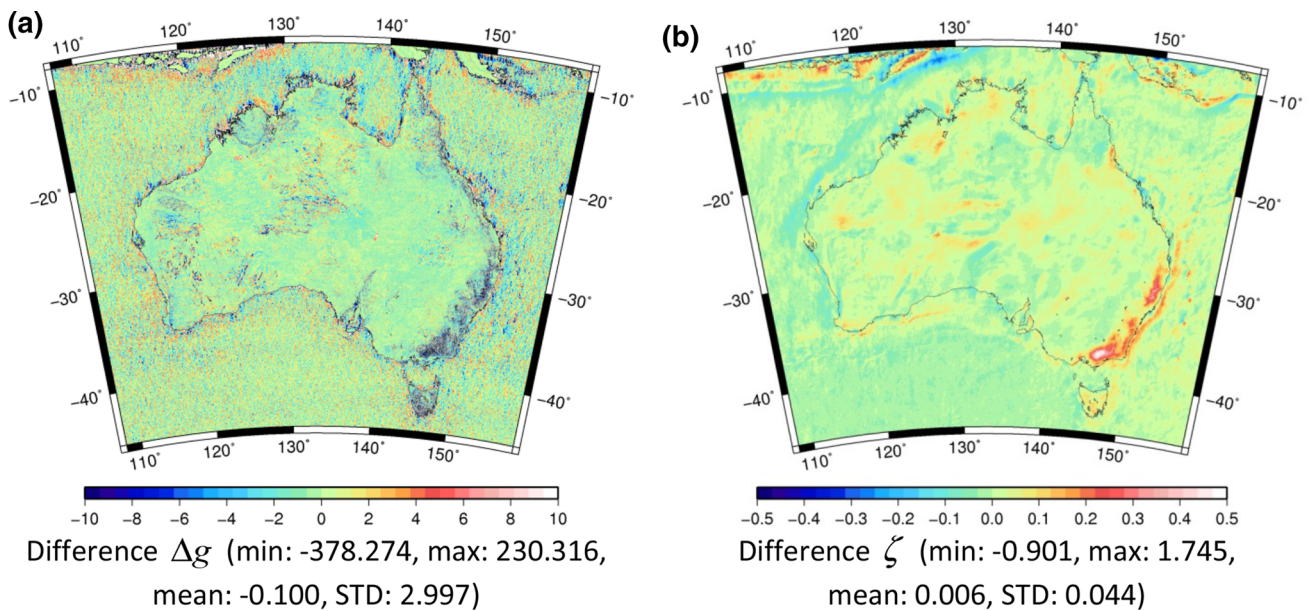 (a)
110° 120° 130° 140° 150°
−10° −10°
−20° −20°
−30° −30°
−40° −40°
110° 120° 130° 140° 150°
−10 −8 −6 −4 −2 0 2 4 6 8 10
Difference Δg (min: -378.274, max: 230.316,
mean: -0.100, STD: 2.997)
(b)
110° 120° 130° 140° 150°
−10° −10°
−20° −20°
−30° −30°
−40° −40°
110° 120° 130° 140° 150°
−0.5 −0.4 −0.3 −0.2 −0.1 0.0 0.1 0.2 0.3 0.4 0.5
Difference ζ (min: -0.901, max: 1.745,
mean: 0.006, STD: 0.044)